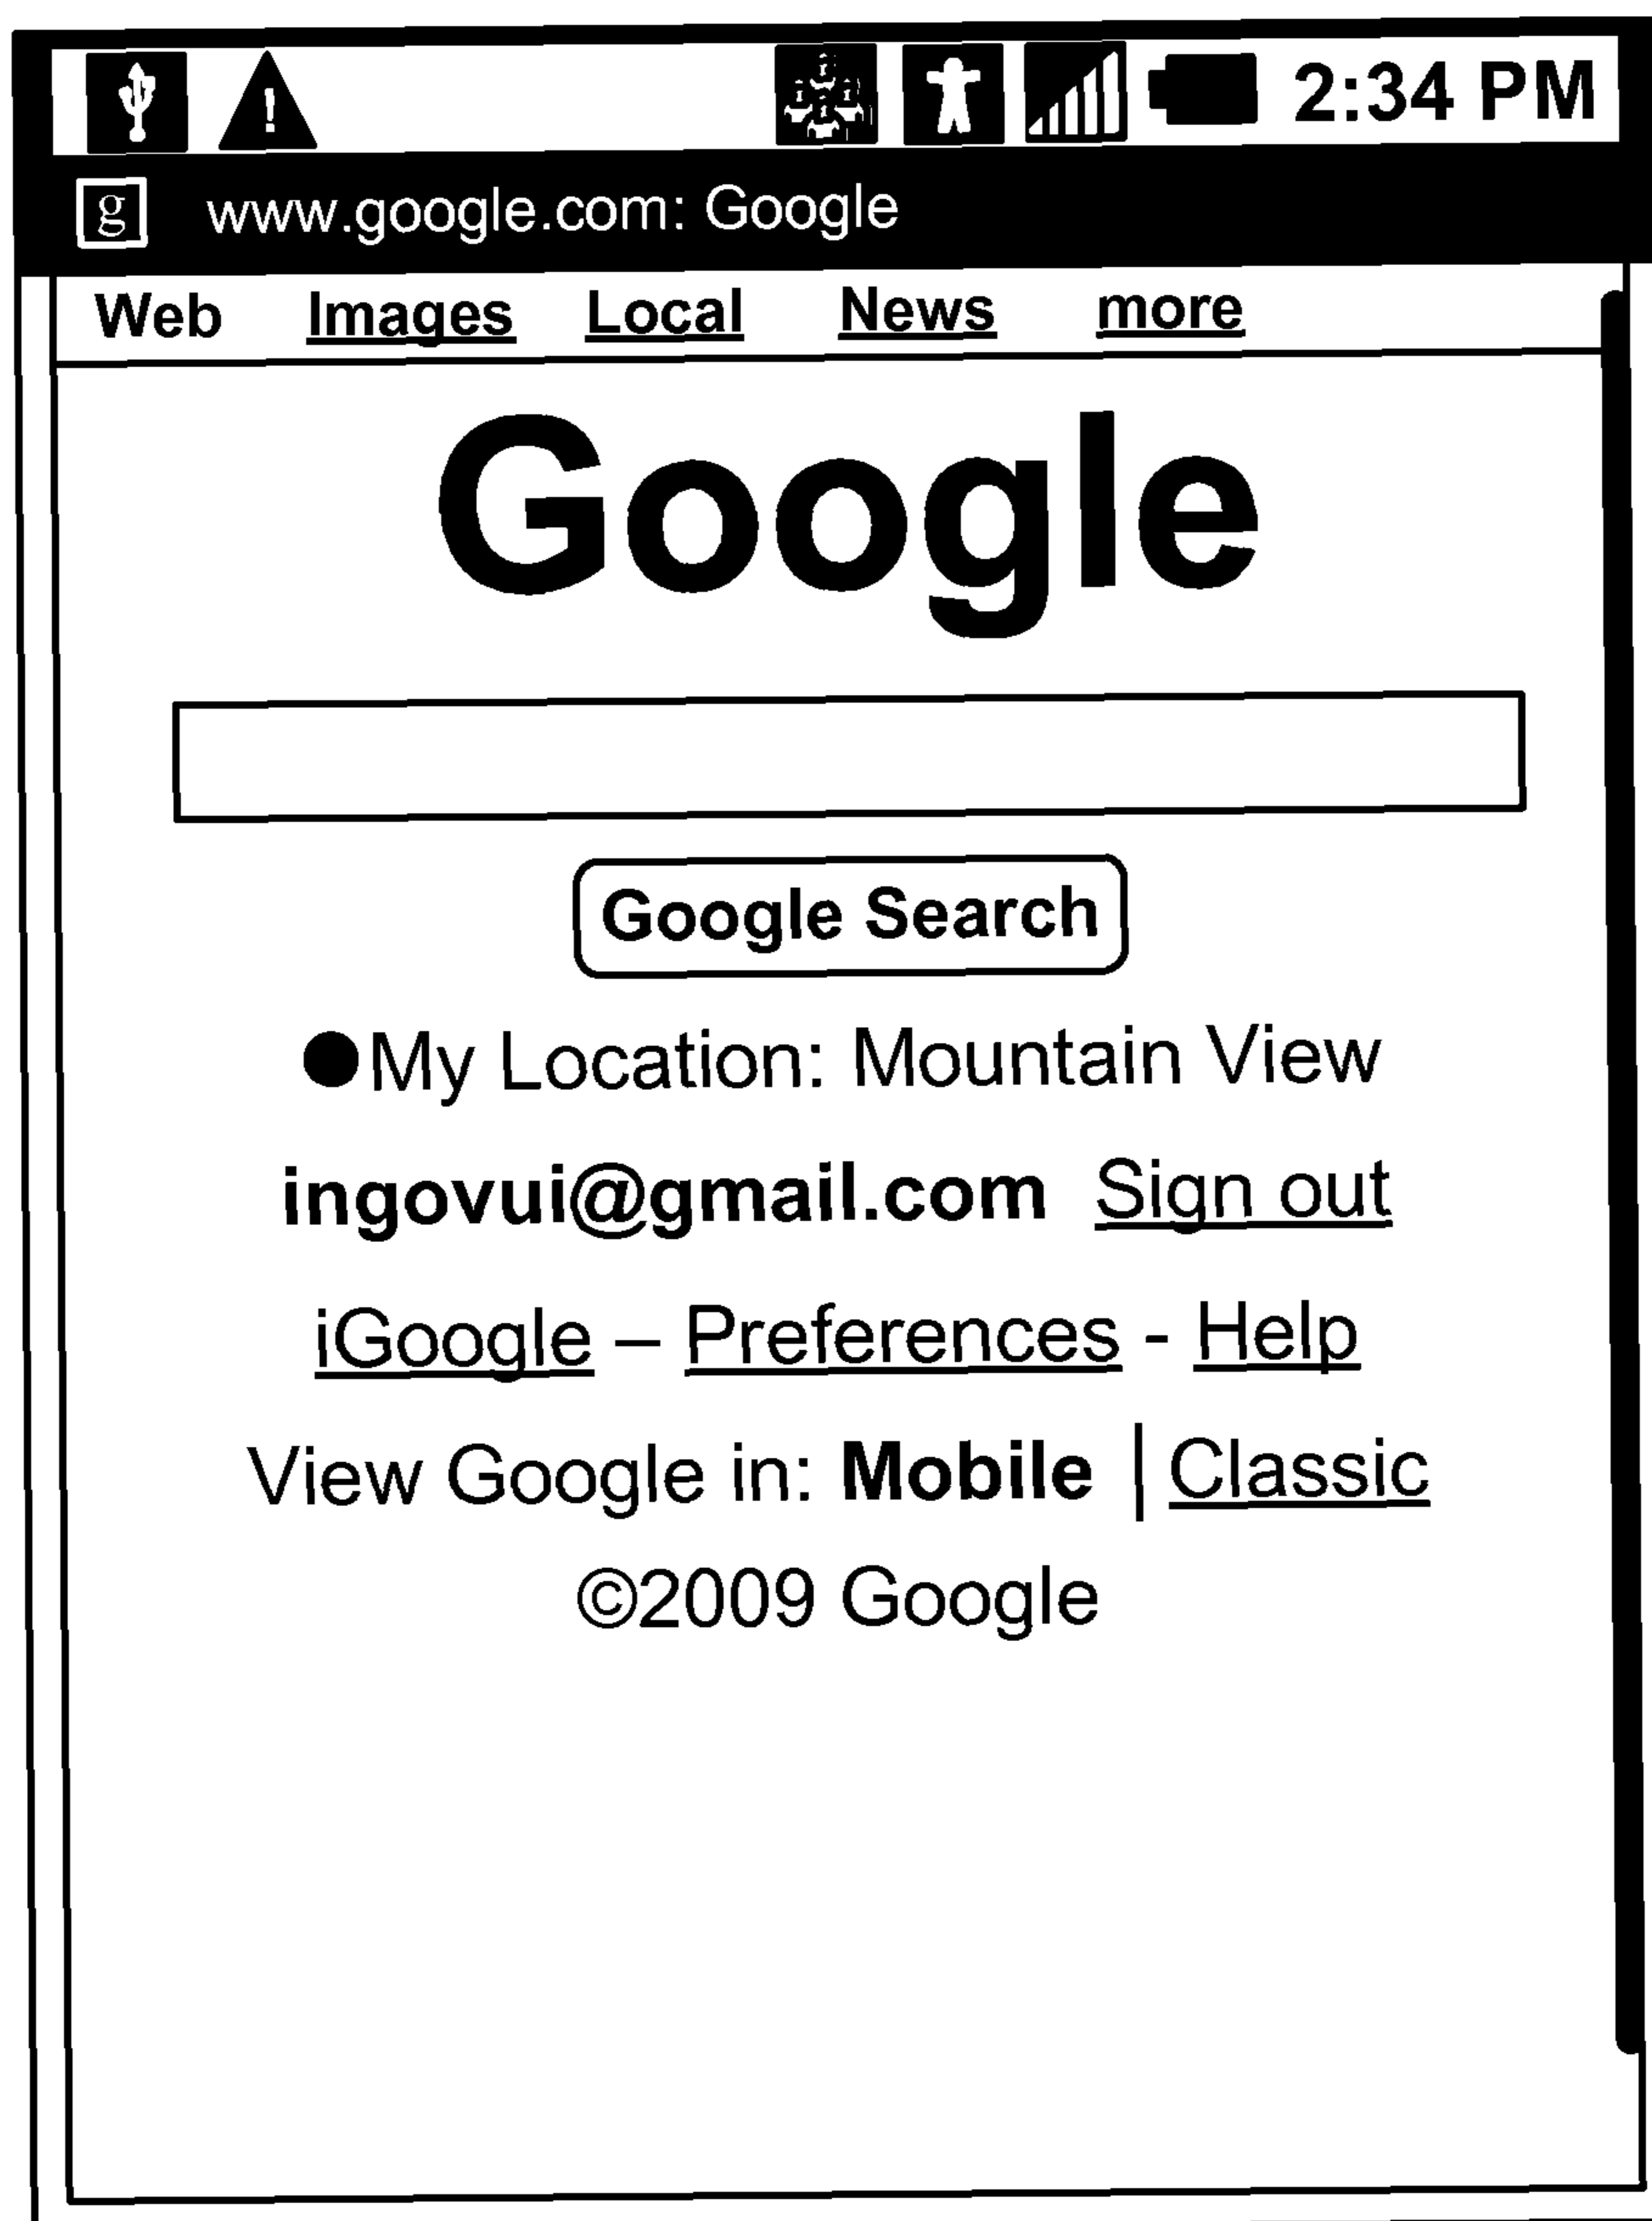 2:34 PM
g www.google.com: Google
Web Images Local News more
Google
Google Search
My Location: Mountain View
ingovui@gmail.com Sign out
iGoogle – Preferences - Help
View Google in: Mobile | Classic
©2009 Google